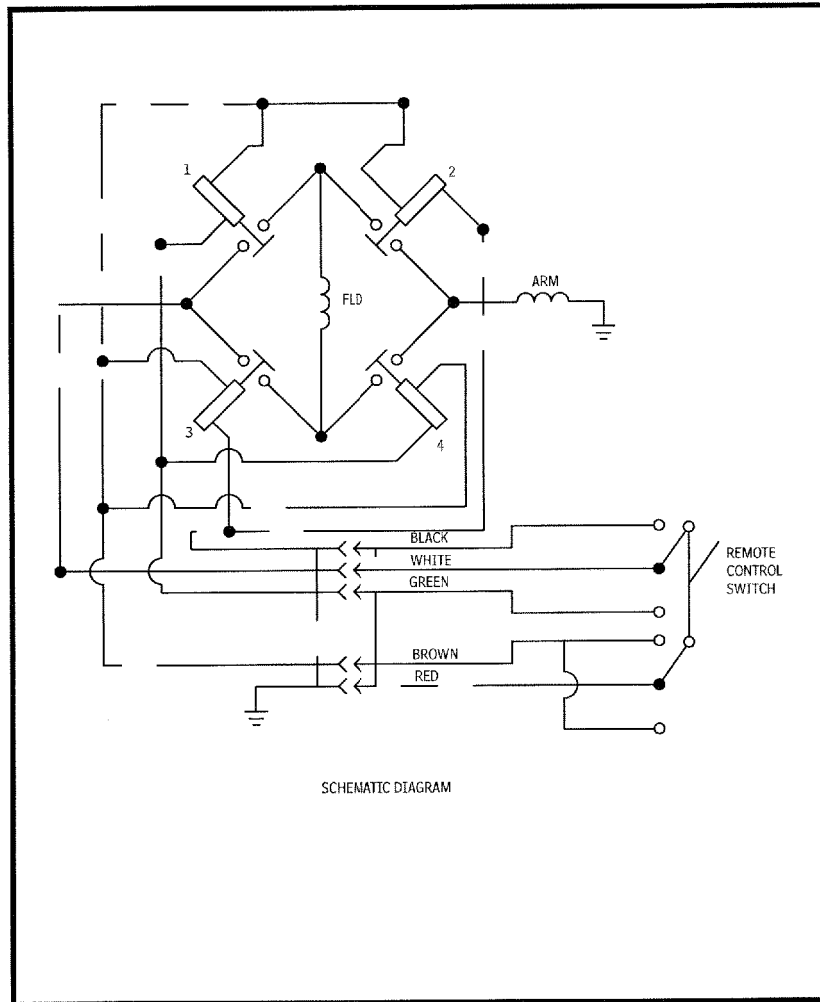 1
2
FLD
ARM
3
4
BLACK
WHITE
GREEN
REMOTE
CONTROL
SWITCH
BROWN
RED
SCHEMATIC DIAGRAM